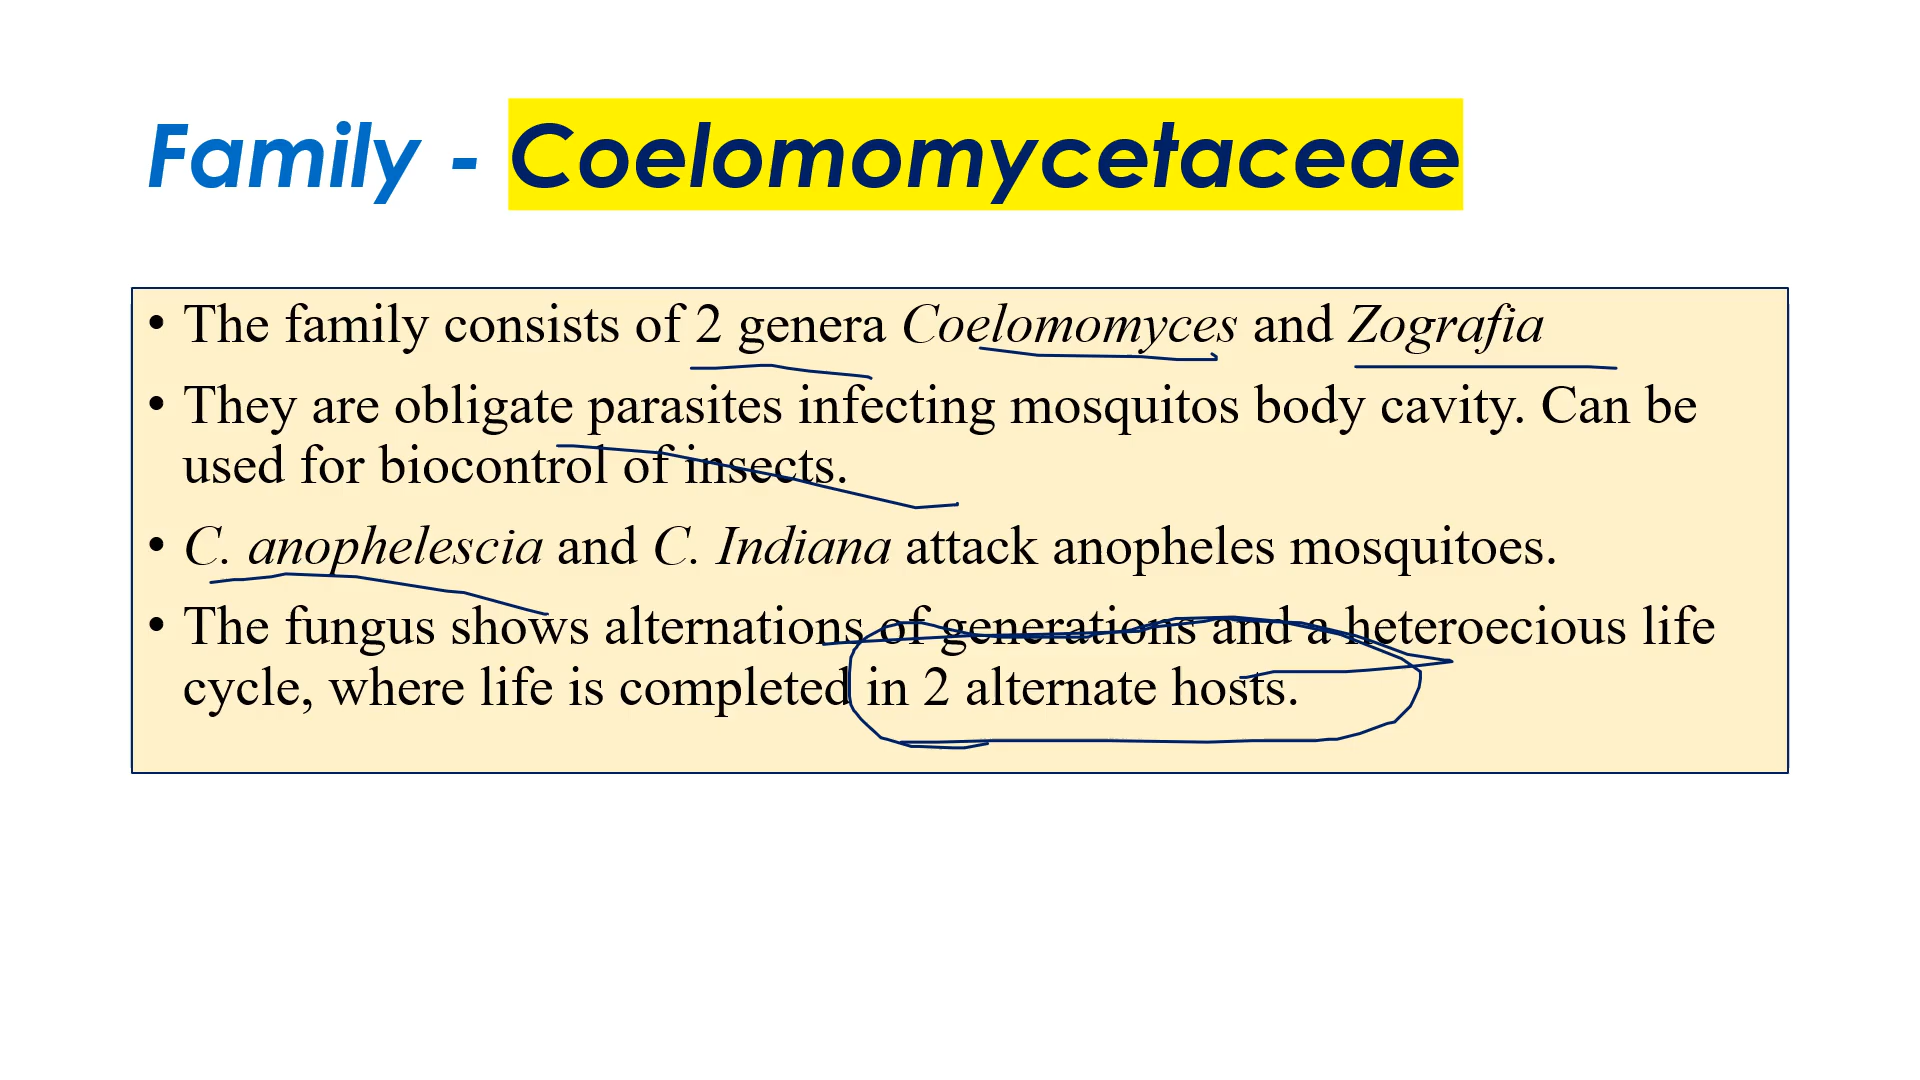 Family - Coelomomycetaceae
• The family consists of 2 genera Coelomomyces and Zografia
• They are obligate parasites infecting mosquitos body cavity. Can be
used for biocontrol of insects.
• C. anophelescia and C. Indiana attack anopheles mosquitoes.
• The fungus shows alternations of generations and a heteroecious life
cycle, where life is completed in 2 alternate hosts.